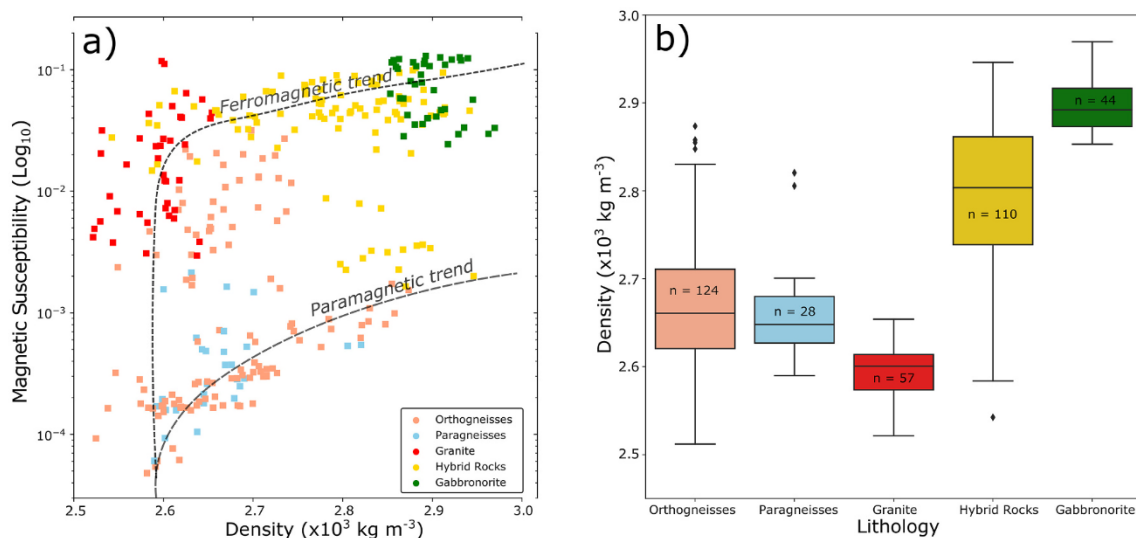 a)
Magnetic Susceptibility (Log10)
10−1
10−2
10−3
10−4
Ferromagnetic trend
Paramagnetic trend
Orthogneisses
Paragneisses
Granite
Hybrid Rocks
Gabbronorite
2.5 2.6 2.7 2.8 2.9 3.0
Density (x103 kg m−3)
b)
Density (x103 kg m−3)
3.0
2.9
2.8
2.7
2.6
2.5
n = 124
n = 28
n = 57
n = 110
n = 44
Orthogneisses Paragneisses Granite Hybrid Rocks Gabbronorite
Lithology